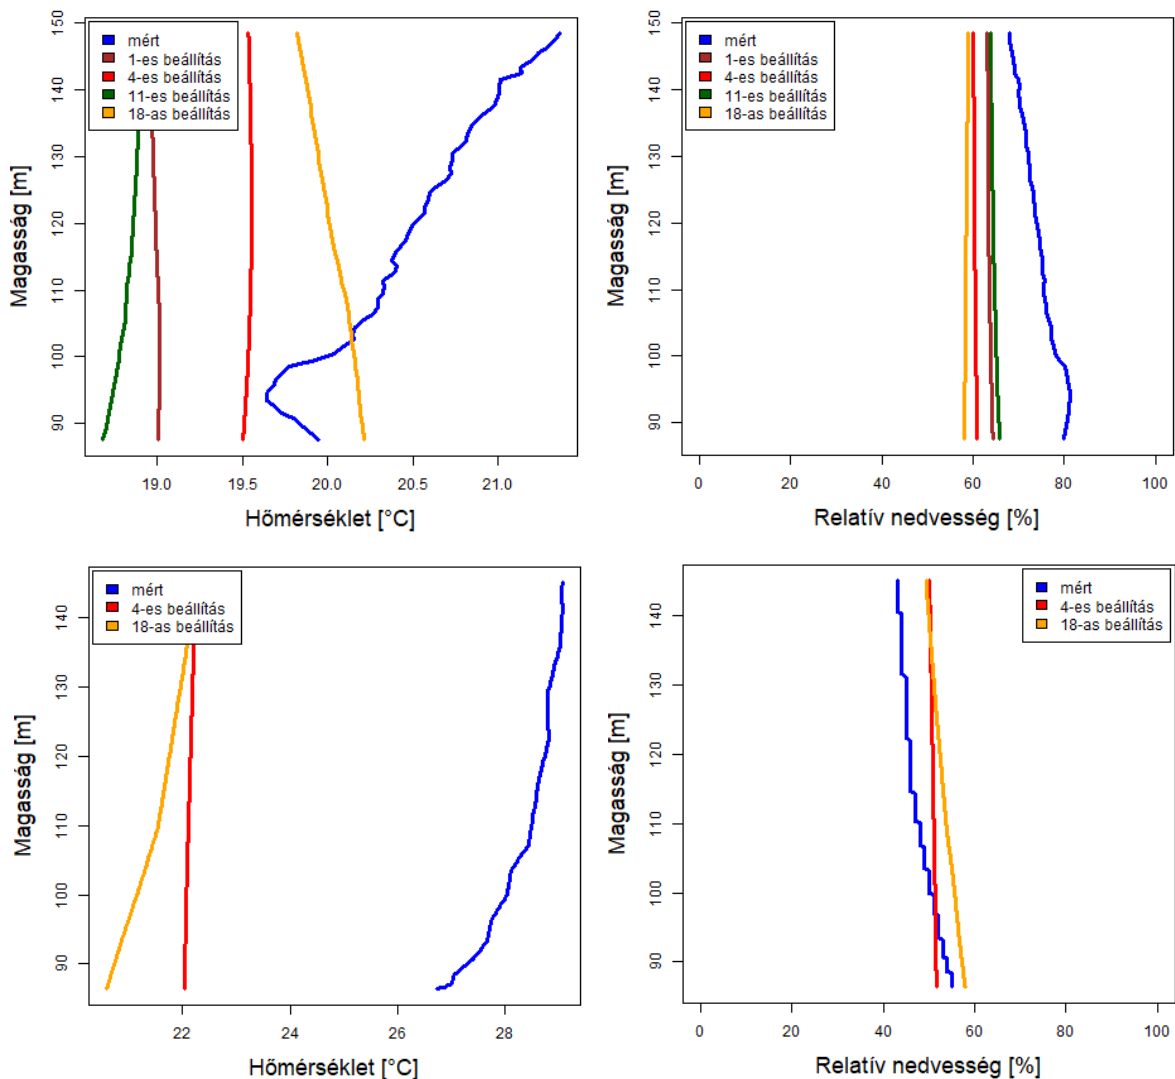 mért
1-es beállítás
4-es beállítás
11-es beállítás
18-as beállítás
Magasság [m]
150
140
130
120
110
100
90
19.0 19.5 20.0 20.5 21.0
Hőmérséklet [°C]
mért
1-es beállítás
4-es beállítás
11-es beállítás
18-as beállítás
Magasság [m]
150
140
130
120
110
100
90
0 20 40 60 80 100
Relatív nedvesség [%]
mért
4-es beállítás
18-as beállítás
Magasság [m]
140
130
120
110
100
90
22 24 26 28
Hőmérséklet [°C]
mért
4-es beállítás
18-as beállítás
Magasság [m]
140
130
120
110
100
90
0 20 40 60 80 100
Relatív nedvesség [%]